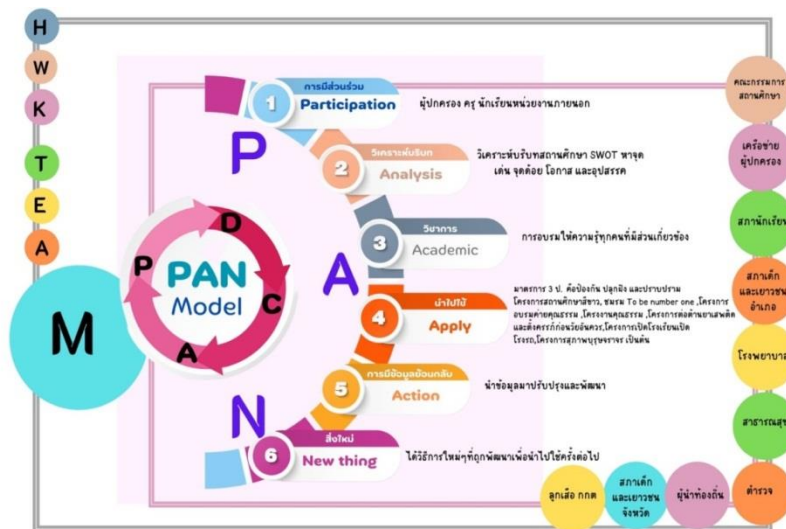 H
W
K
T
E
A
M
P
D
C
A
PAN
Model
P
A
N
1
การมีส่วนร่วม
Participation
ผู้ปกครอง ครู นักเรียนหน่วยงานภายนอก
2
วิเคราะห์บริบท
Analysis
วิเคราะห์บริบทสถานศึกษา SWOT หาจุด
เด่น จุดด้อย โอกาส และอุปสรรค
3
วิชาการ
Academic
การอบรมให้ความรู้ทุกคนที่มีส่วนเกี่ยวข้อง
4
นำไปใช้
Apply
มาตรการ 3 ป. คือป้องกัน ปลูกฝัง และปราบปราม
โครงการสถานศึกษาสีขาว, ชมรม To be number one ,โครงการ
อบรมค่ายคุณธรรม ,โครงงานคุณธรรม ,โครงการต่อต้านยาเสพติด
และตั้งครรภ์ก่อนวัยอันควร,โครงการเปิดโรงเรียนเปิด
โรงรถ,โครงการสุภาพบุรุษจราจร เป็นต้น
5
การมีข้อมูลย้อนกลับ
Action
นำข้อมูลมาปรับปรุงและพัฒนา
6
สิ่งใหม่
New thing
ได้วิธีการใหม่ๆที่ถูกพัฒนาเพื่อนำไปใช้ครั้งต่อไป
คณะกรรมการ
สถานศึกษา
เครือข่าย
ผู้ปกครอง
สภานักเรียน
สภาเด็ก
และเยาวชน
อำเภอ
โรงพยาบาล
สาธารณสุข
ตำรวจ
ผู้นำท้องถิ่น
สภาเด็ก
และเยาวชน
จังหวัด
ลูกเสือ กกต